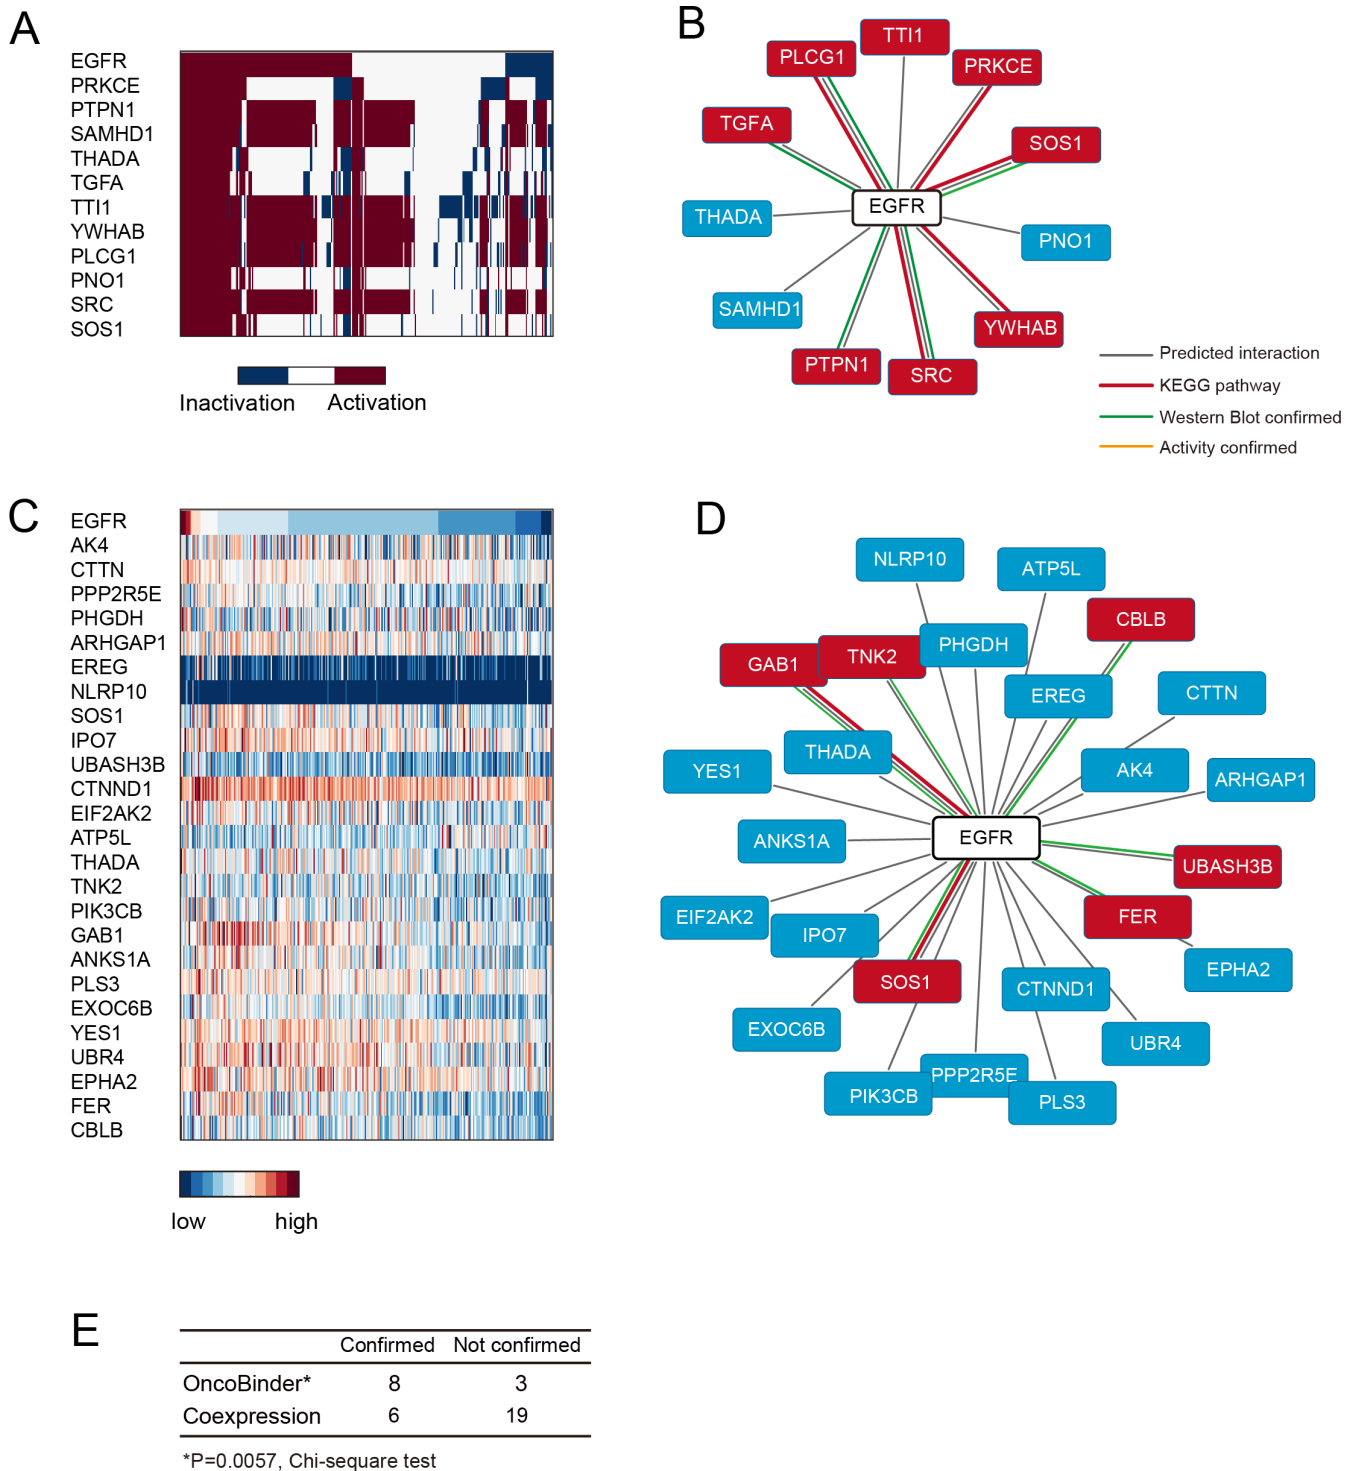 A
EGFR
PRKCE
PTPN1
SAMHD1
THADA
TGFA
TTI1
YWHAB
PLCG1
PNO1
SRC
SOS1
Inactivation Activation
B
TTI1
PLCG1
PRKCE
TGFA
SOS1
EGFR
THADA
PNO1
SAMHD1
YWHAB
PTPN1
SRC
Predicted interaction
KEGG pathway
Western Blot confirmed
Activity confirmed
C
EGFR
AK4
CTTN
PPP2R5E
PHGDH
ARHGAP1
EREG
NLRP10
SOS1
IPO7
UBASH3B
CTNND1
EIF2AK2
ATP5L
THADA
TNK2
PIK3CB
GAB1
ANKS1A
PLS3
EXOC6B
YES1
UBR4
EPHA2
FER
CBLB
low high
D
NLRP10
ATP5L
CBLB
PHGDH
TNK2
GAB1
EREG
CTTN
THADA
YES1
AK4
ARHGAP1
ANKS1A
EGFR
UBASH3B
EIF2AK2
FER
IPO7
EPHA2
SOS1
CTNND1
EXOC6B
UBR4
PPP2R5E
PIK3CB
PLS3
E
Confirmed Not confirmed
OncoBinder* 8 3
Coexpression 6 19
*P=0.0057, Chi-sequare test